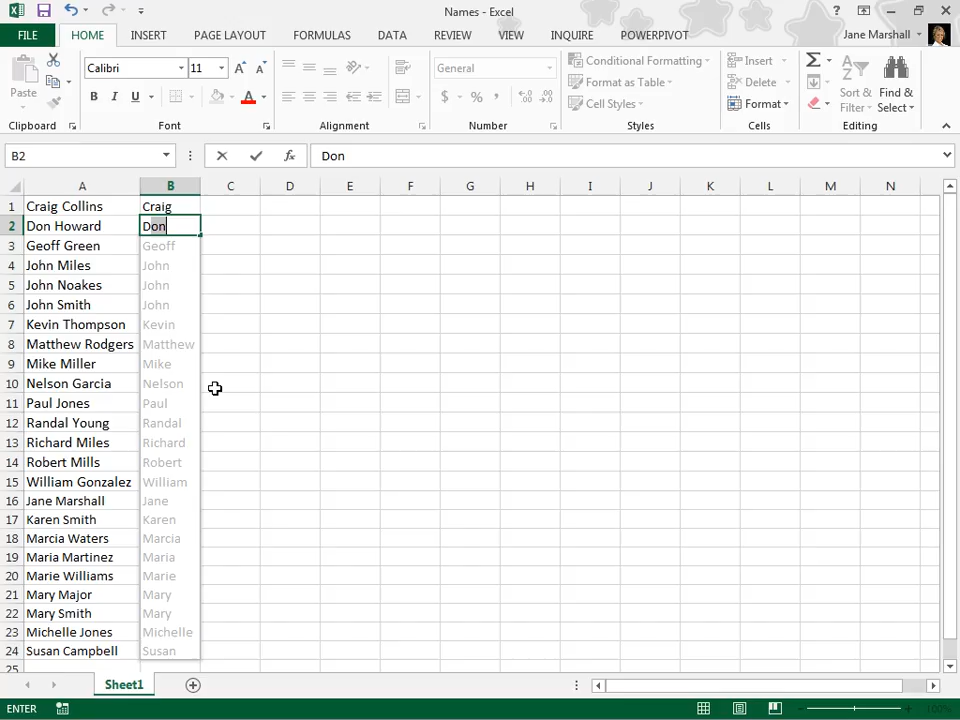 Names - Excel
?
FILE HOME INSERT PAGE LAYOUT FORMULAS DATA REVIEW VIEW INQUIRE POWERPIVOT Jane Marshall
Paste Calibri 11 A A General Conditional Formatting Insert Σ A Z Sort & Filter Find & Select
B I U A $ % , Format as Table Delete
Cell Styles Format
Clipboard Font Alignment Number Styles Cells Editing
B2 fx Don
A B C D E F G H I J K L M N
1 Craig Collins Craig
2 Don Howard Don
3 Geoff Green Geoff
4 John Miles John
5 John Noakes John
6 John Smith John
7 Kevin Thompson Kevin
8 Matthew Rodgers Matthew
9 Mike Miller Mike
10 Nelson Garcia Nelson
11 Paul Jones Paul
12 Randal Young Randal
13 Richard Miles Richard
14 Robert Mills Robert
15 William Gonzalez William
16 Jane Marshall Jane
17 Karen Smith Karen
18 Marcia Waters Marcia
19 Maria Martinez Maria
20 Marie Williams Marie
21 Mary Major Mary
22 Mary Smith Mary
23 Michelle Jones Michelle
24 Susan Campbell Susan
25
Sheet1
ENTER 100%